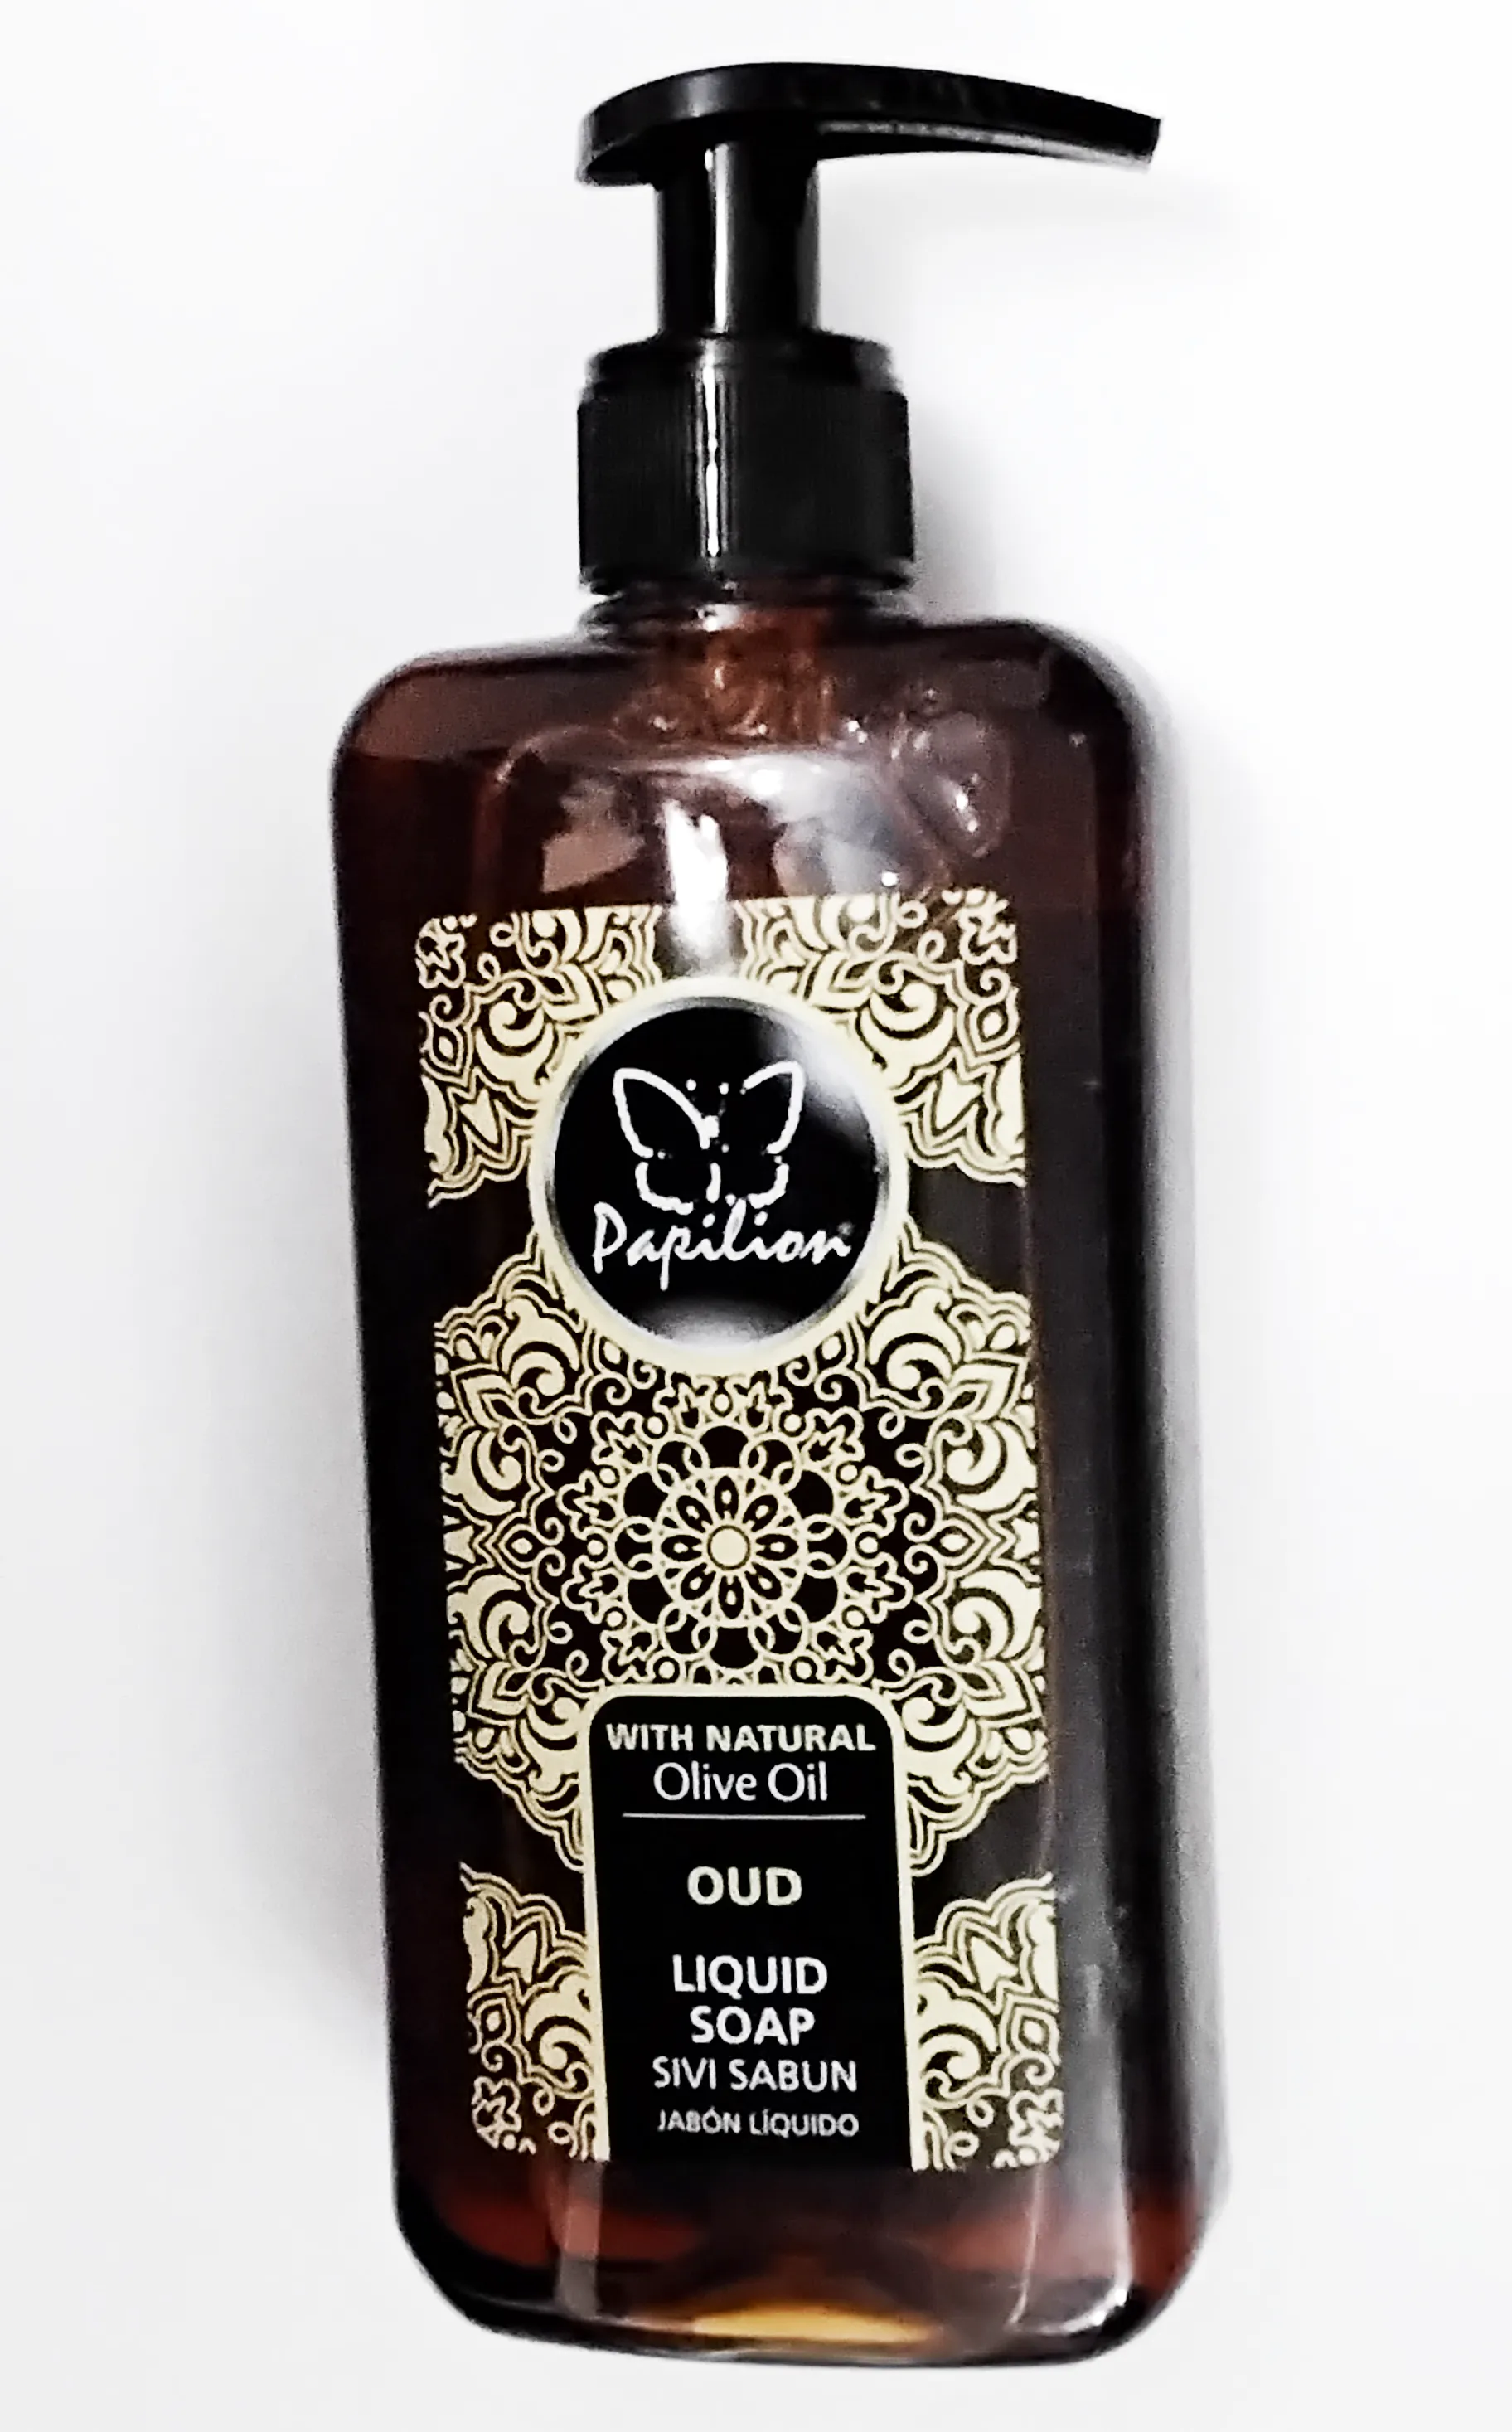 Papilion
WITH NATURAL
Olive Oil
OUD
LIQUID
SOAP
SIVI SABUN
JABÓN LÍQUIDO